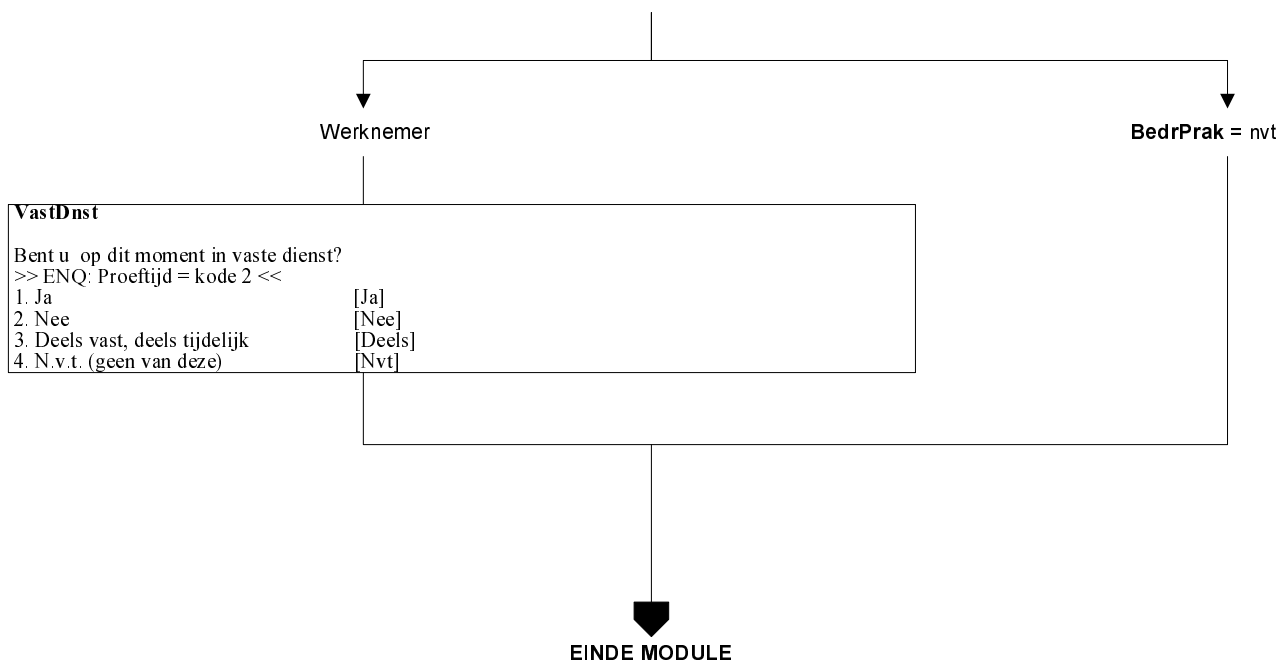 Werknemer
BedrPrak = nvt
VastDnst
Bent u op dit moment in vaste dienst?
>> ENQ: Proeftijd = kode 2 <<
1. Ja [Ja]
2. Nee [Nee]
3. Deels vast, deels tijdelijk [Deels]
4. N.v.t. (geen van deze) [Nvt]
EINDE MODULE